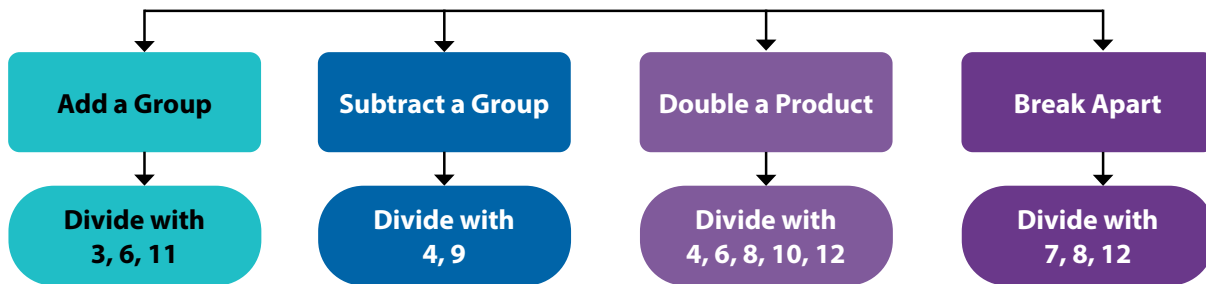 Add a Group
Subtract a Group
Double a Product
Break Apart
Divide with
3, 6, 11
Divide with
4, 9
Divide with
4, 6, 8, 10, 12
Divide with
7, 8, 12